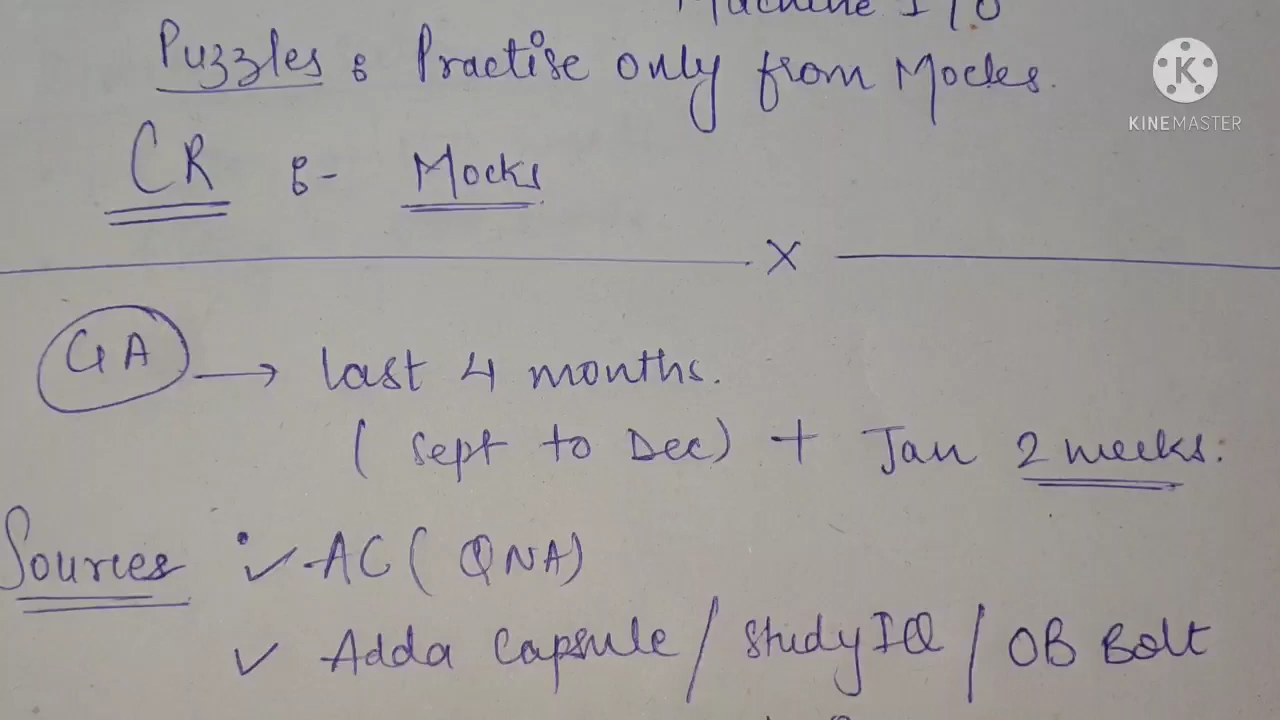 Machine I/O
Puzzles : Practise only from Mocks.
K
KINEMASTER
CR :- Mocks
X
GA → last 4 months.
(Sept to Dec) + Jan 2 weeks.
Sources : ✓ AC (QNA)
✓ Adda Capsule / StudyIQ / OB Bolt